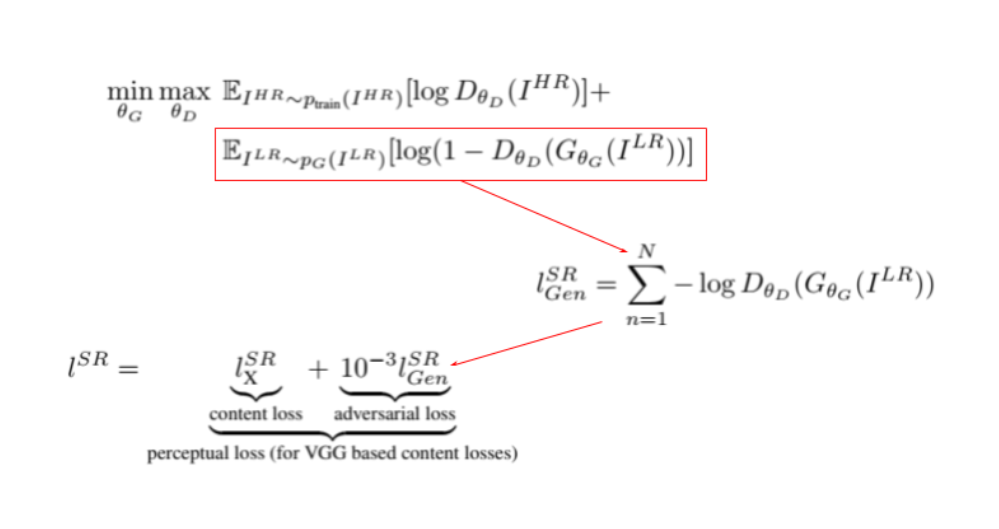 min_{θ_G} max_{θ_D} 𝔼_{I^{HR}∼p_{train}(I^{HR})}[log D_{θ_D}(I^{HR})]+
𝔼_{I^{LR}∼p_G(I^{LR})}[log(1 − D_{θ_D}(G_{θ_G}(I^{LR}))]
l^{SR}_{Gen} = ∑_{n=1}^{N} − log D_{θ_D}(G_{θ_G}(I^{LR}))
l^{SR} = l^{SR}_X + 10^{−3}l^{SR}_{Gen}
content loss adversarial loss
perceptual loss (for VGG based content losses)